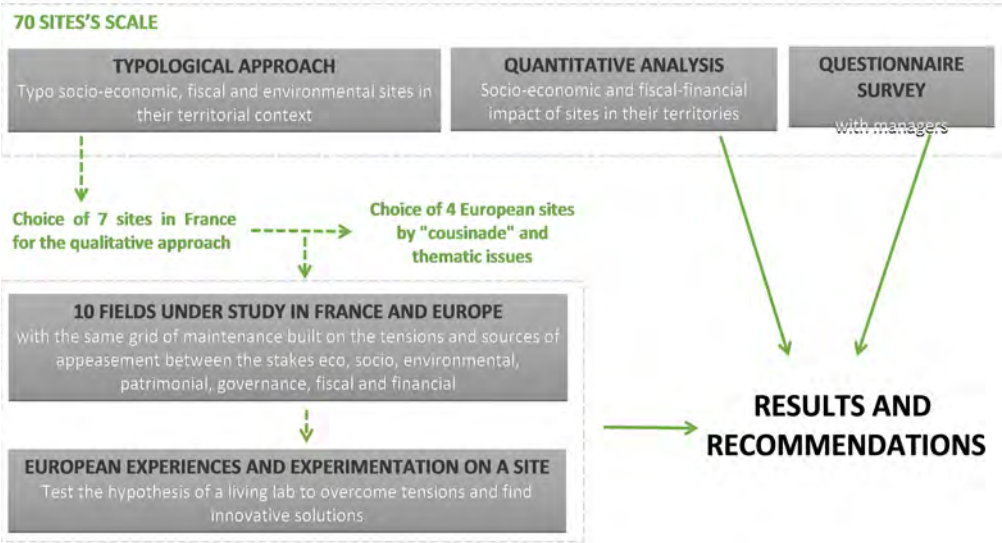 70 SITES'S SCALE
TYPOLOGICAL APPROACH
Typo socio-economic, fiscal and environmental sites in
their territorial context
QUANTITATIVE ANALYSIS
Socio-economic and fiscal-financial
impact of sites in their territories
QUESTIONNAIRE
SURVEY
with managers
Choice of 7 sites in France
for the qualitative approach
Choice of 4 European sites
by "cousinade" and
thematic issues
10 FIELDS UNDER STUDY IN FRANCE AND EUROPE
with the same grid of maintenance built on the tensions and sources of
appeasement between the stakes eco, socio, environmental,
patrimonial, governance, fiscal and financial
EUROPEAN EXPERIENCES AND EXPERIMENTATION ON A SITE
Test the hypothesis of a living lab to overcome tensions and find
innovative solutions
RESULTS AND
RECOMMENDATIONS